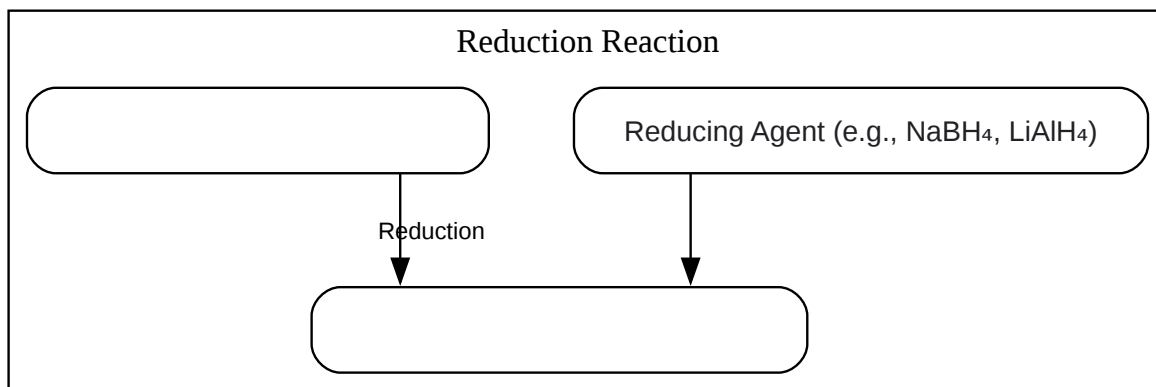 Reduction Reaction
Reducing Agent (e.g., NaBH₄, LiAlH₄)
Reduction